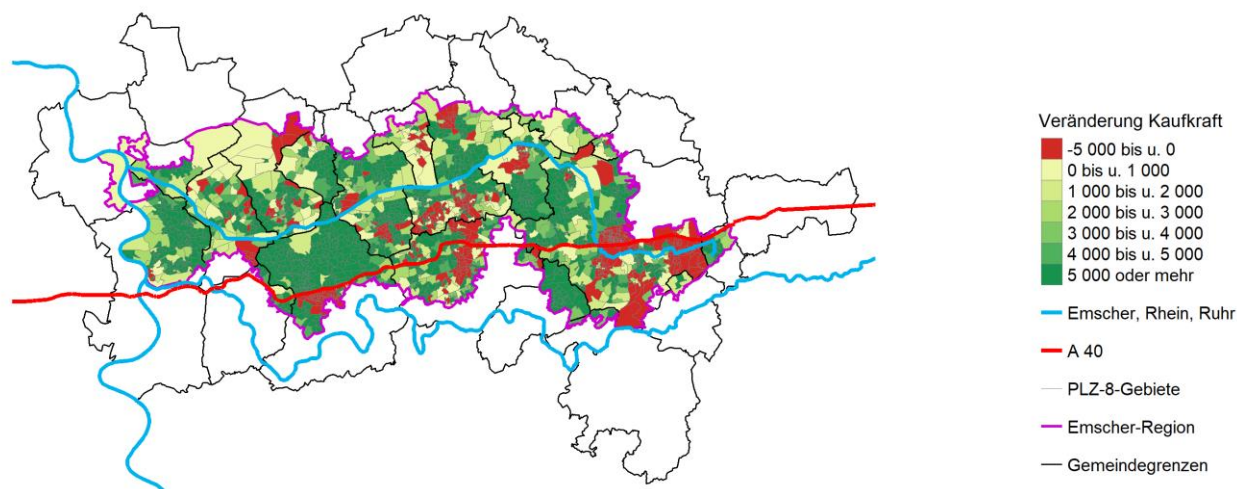 Veränderung Kaufkraft
-5 000 bis u. 0
0 bis u. 1 000
1 000 bis u. 2 000
2 000 bis u. 3 000
3 000 bis u. 4 000
4 000 bis u. 5 000
5 000 oder mehr
Emscher, Rhein, Ruhr
A 40
PLZ-8-Gebiete
Emscher-Region
Gemeindegrenzen